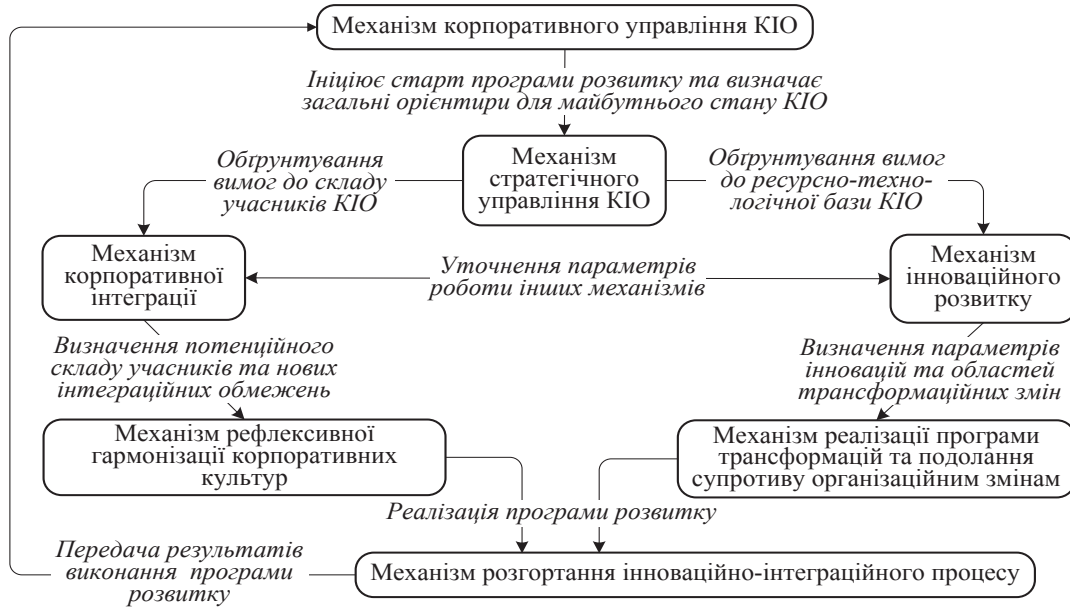 Механізм корпоративного управління КІО
Ініціює старт програми розвитку та визначає
загальні орієнтири для майбутнього стану КІО
Обґрунтування
вимог до складу
учасників КІО
Механізм
стратегічного
управління КІО
Обґрунтування вимог
до ресурсно-техно-
логічної бази КІО
Механізм
корпоративної
інтеграції
Уточнення параметрів
роботи інших механізмів
Механізм
інноваційного
розвитку
Визначення потенційного
складу учасників та нових
інтеграційних обмежень
Визначення параметрів
інновацій та областей
трансформаційних змін
Механізм рефлексивної
гармонізації корпоративних
культур
Механізм реалізації програми
трансформацій та подолання
супротиву організаційним змінам
Реалізація програми розвитку
Передача результатів
виконання програми
розвитку
Механізм розгортання інноваційно-інтеграційного процесу